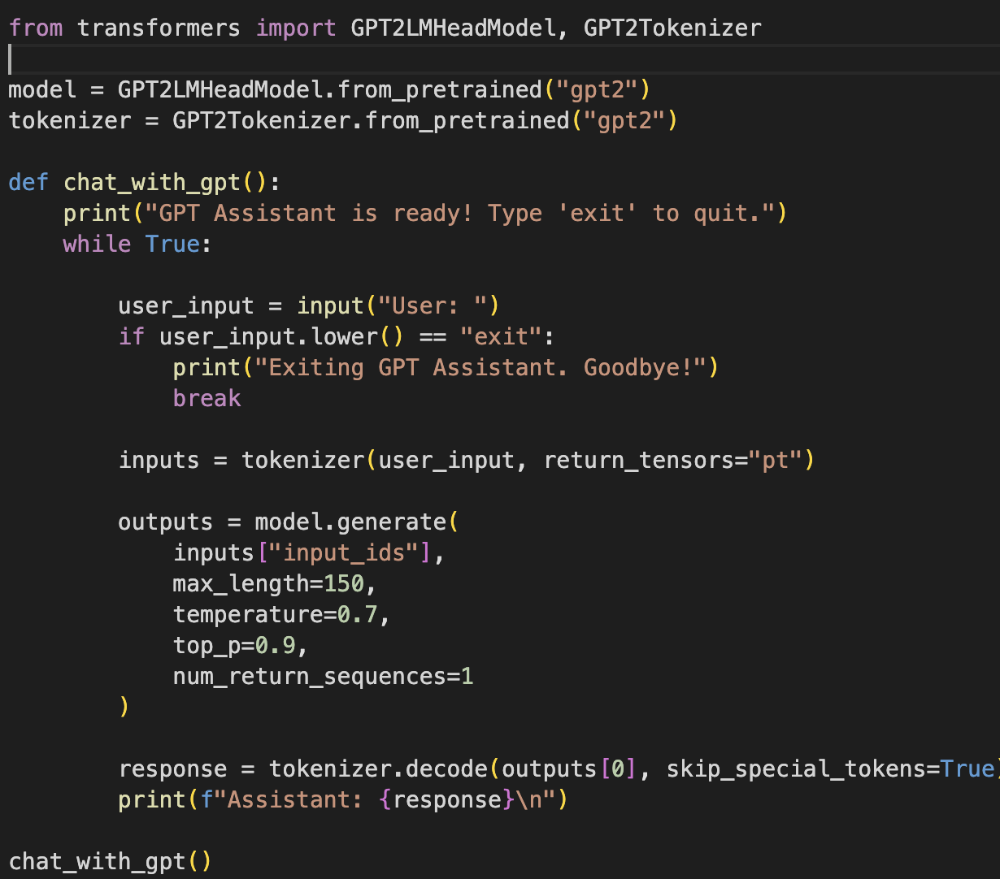 from transformers import GPT2LMHeadModel, GPT2Tokenizer
model = GPT2LMHeadModel.from_pretrained("gpt2")
tokenizer = GPT2Tokenizer.from_pretrained("gpt2")
def chat_with_gpt():
    print("GPT Assistant is ready! Type 'exit' to quit.")
    while True:
        user_input = input("User: ")
        if user_input.lower() == "exit":
            print("Exiting GPT Assistant. Goodbye!")
            break
        inputs = tokenizer(user_input, return_tensors="pt")
        outputs = model.generate(
            inputs["input_ids"],
            max_length=150,
            temperature=0.7,
            top_p=0.9,
            num_return_sequences=1
        )
        response = tokenizer.decode(outputs[0], skip_special_tokens=True)
        print(f"Assistant: {response}\n")
chat_with_gpt()